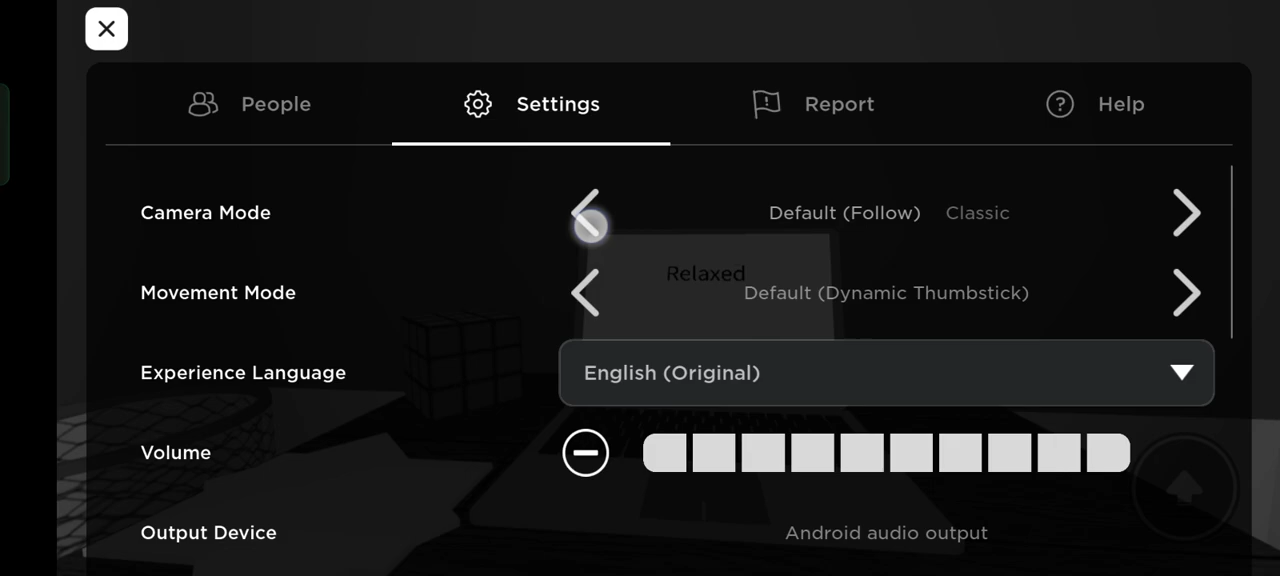 People
Settings
Report
Help
Camera Mode
Default (Follow) Classic
Relaxed
Movement Mode
Default (Dynamic Thumbstick)
Experience Language
English (Original)
Volume
Output Device
Android audio output